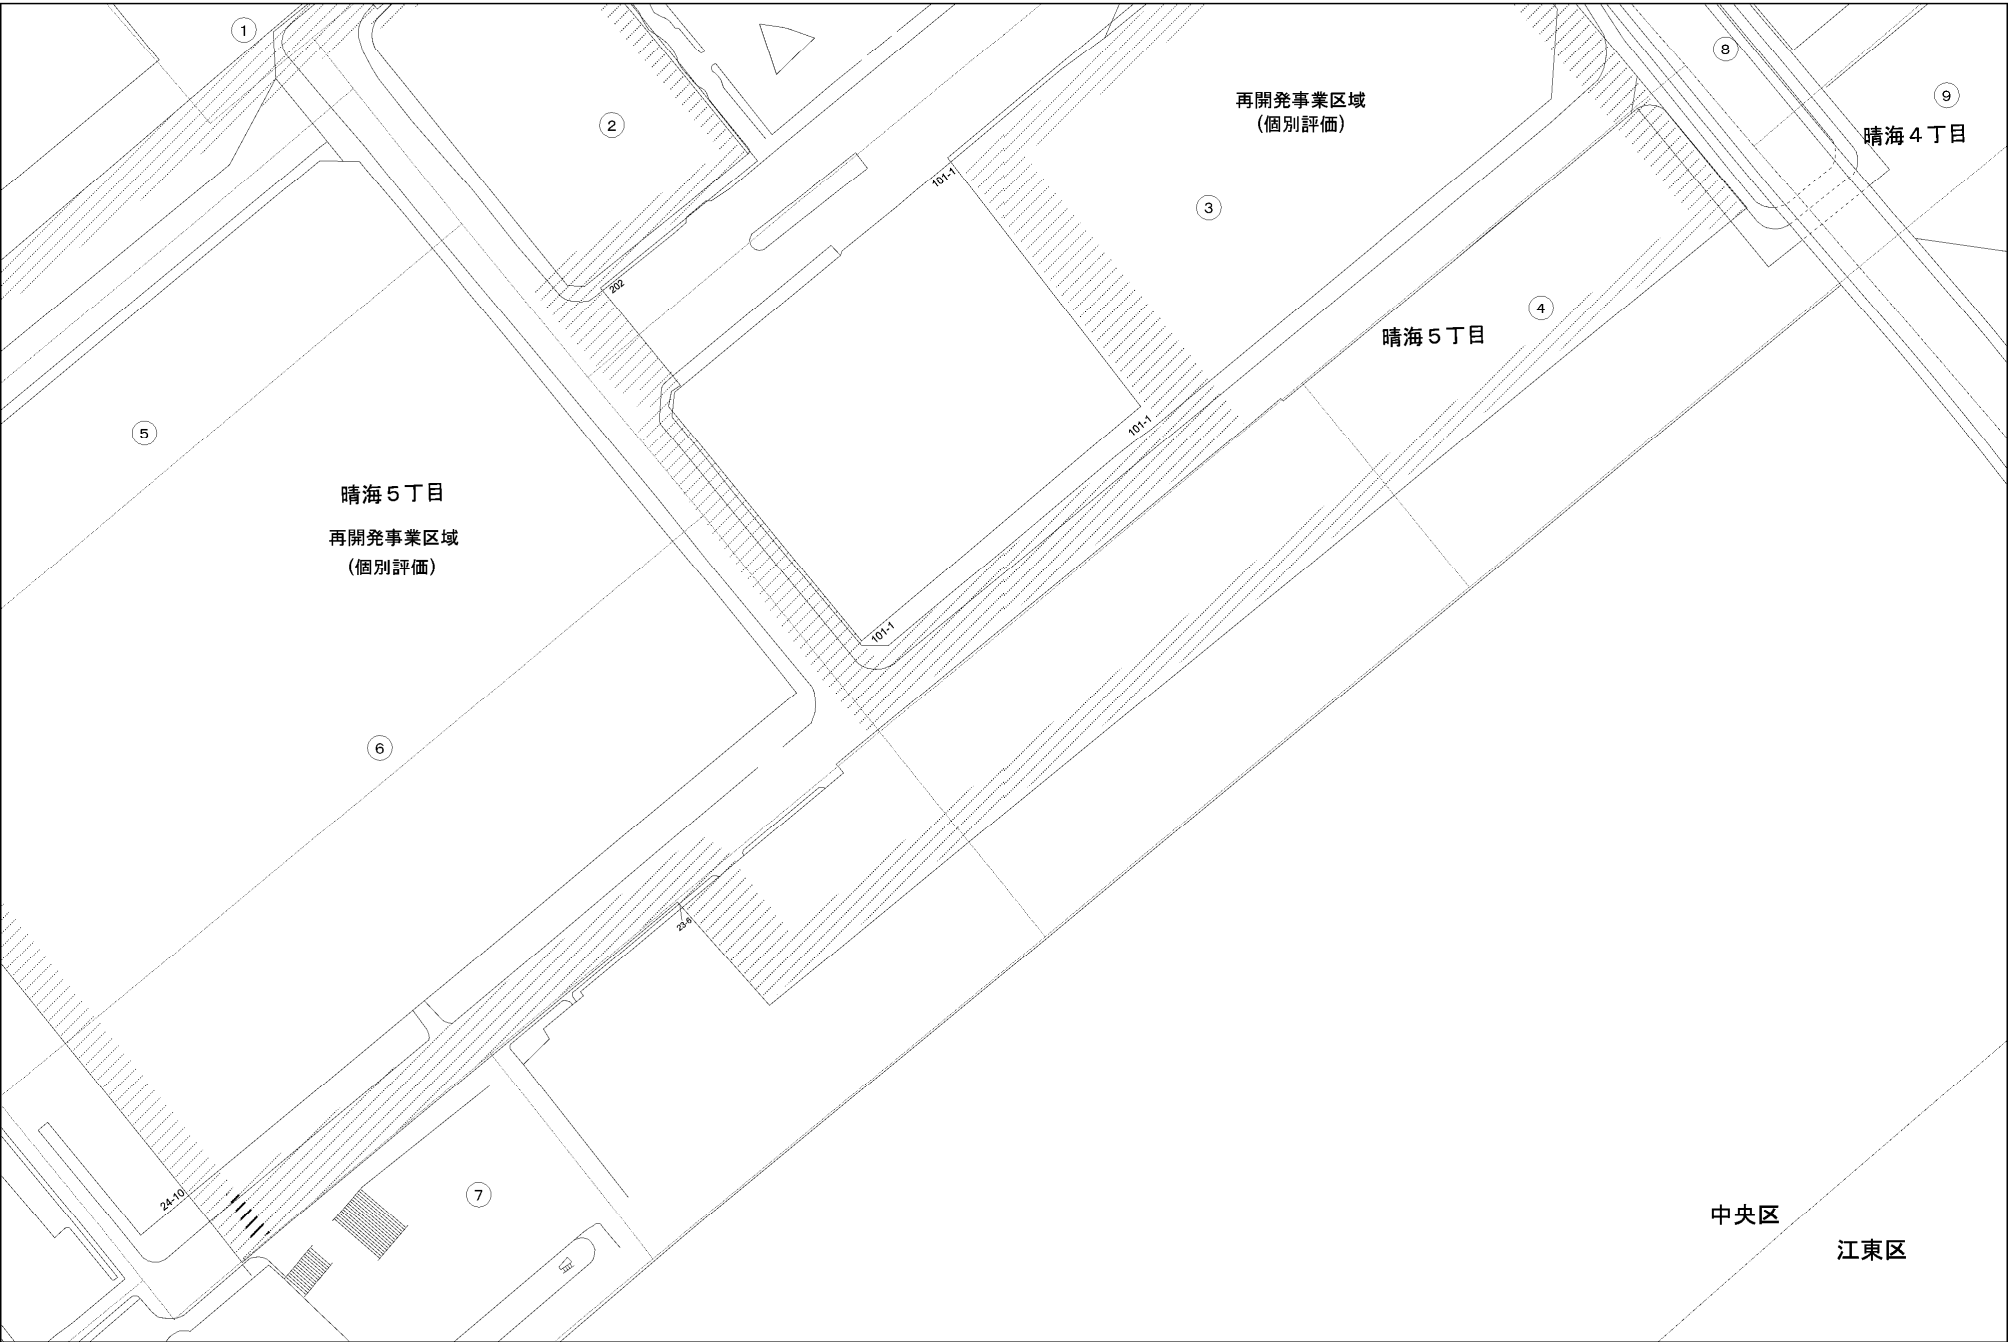 ①
⑧
⑨
②
再開発事業区域
(個別評価)
晴海4丁目
101-1
③
202
④
晴海5丁目
⑤
101-1
晴海5丁目
再開発事業区域
(個別評価)
101-1
⑥
23-6
24-10
⑦
中央区
江東区